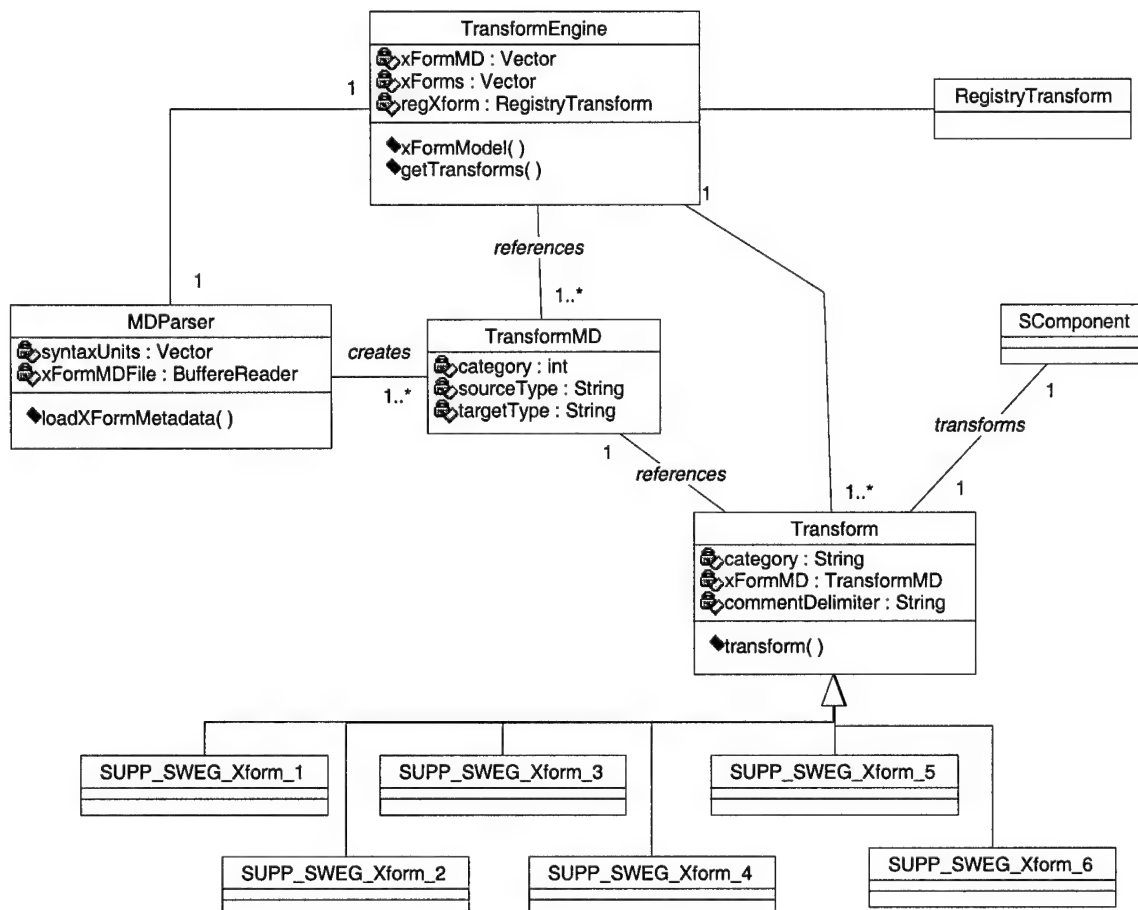 TransformEngine
xFormMD : Vector
xForms : Vector
regXform : RegistryTransform
xFormModel( )
getTransforms( )
1
1
RegistryTransform
references
1
1..*
MDParser
syntaxUnits : Vector
xFormMDFile : BuffereReader
loadXFormMetadata( )
creates
1..*
TransformMD
category : int
sourceType : String
targetType : String
SComponent
1
transforms
1
references
1..*
1
Transform
category : String
xFormMD : TransformMD
commentDelimiter : String
transform( )
SUPP_SWEG_Xform_1
SUPP_SWEG_Xform_3
SUPP_SWEG_Xform_5
SUPP_SWEG_Xform_2
SUPP_SWEG_Xform_4
SUPP_SWEG_Xform_6